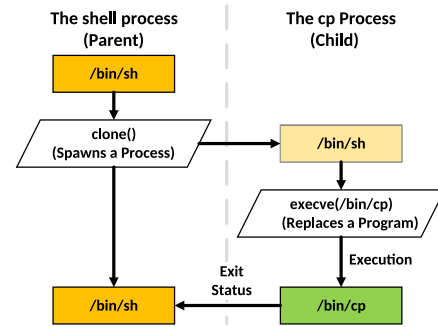 The shell process
(Parent)
The cp Process
(Child)
/bin/sh
clone()
(Spawns a Process)
/bin/sh
execve(/bin/cp)
(Replaces a Program)
Execution
Exit
Status
/bin/sh
/bin/cp